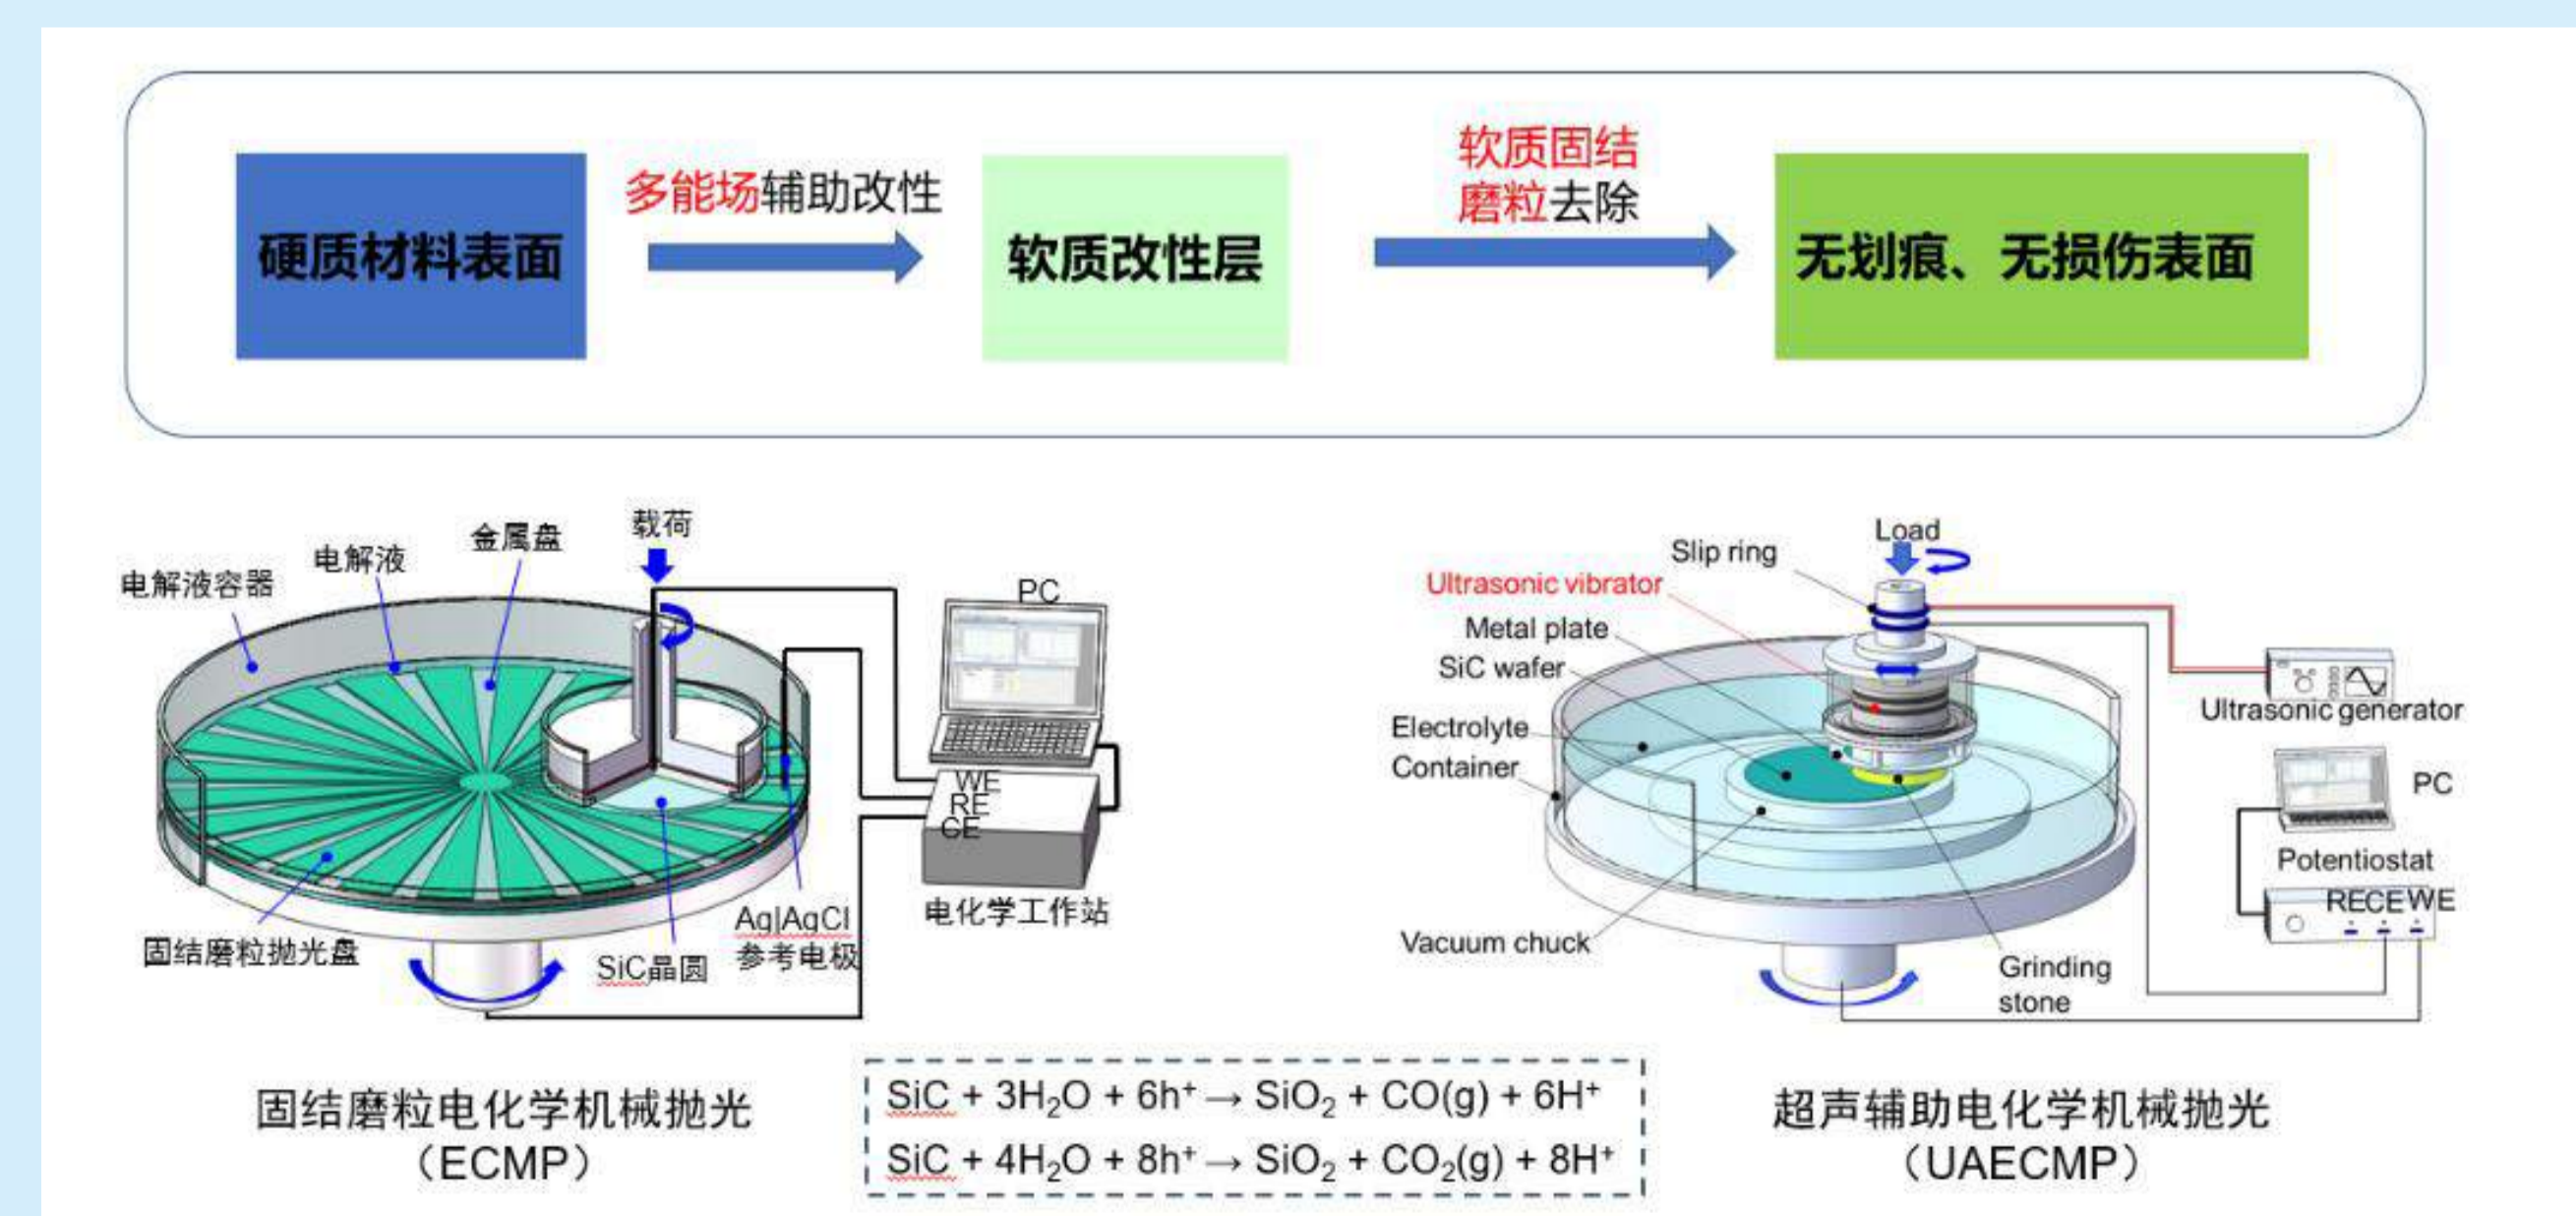 硬质材料表面
多能场辅助改性
软质改性层
软质固结
磨粒去除
无划痕、无损伤表面
电解液容器
电解液
金属盘
载荷
PC
WE
RE
CE
电化学工作站
固结磨粒抛光盘
SiC晶圆
Ag|AgCl
参考电极
固结磨粒电化学机械抛光
（ECMP）
SiC + 3H₂O + 6h⁺ → SiO₂ + CO(g) + 6H⁺
SiC + 4H₂O + 8h⁺ → SiO₂ + CO₂(g) + 8H⁺
Load
Slip ring
Ultrasonic vibrator
Metal plate
SiC wafer
Electrolyte
Container
Vacuum chuck
Grinding
stone
Ultrasonic generator
PC
Potentiostat
RECEWE
超声辅助电化学机械抛光
（UAECMP）